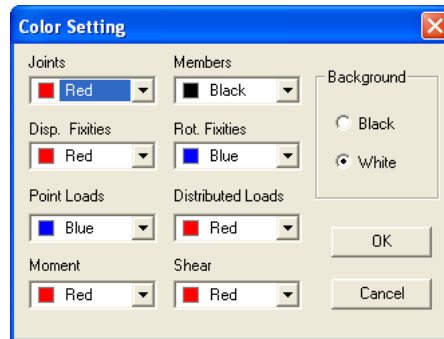 Color Setting
Joints Members
Red Black
Background
Disp. Fixities Rot. Fixities
Black
Red Blue
White
Point Loads Distributed Loads
Blue Red
OK
Moment Shear
Red Red
Cancel